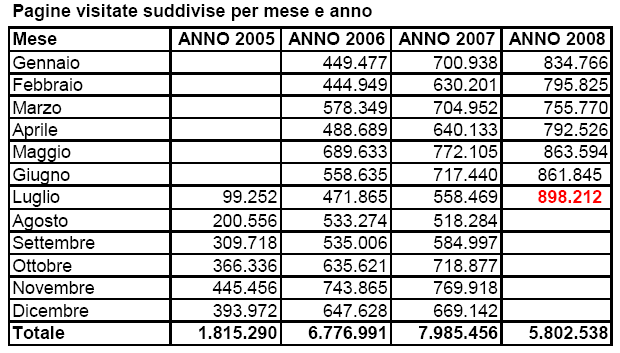 Pagine visitate suddivise per mese e anno
Mese ANNO 2005 ANNO 2006 ANNO 2007 ANNO 2008
Gennaio 449.477 700.938 834.766
Febbraio 444.949 630.201 795.825
Marzo 578.349 704.952 755.770
Aprile 488.689 640.133 792.526
Maggio 689.633 772.105 863.594
Giugno 558.635 717.440 861.845
Luglio 99.252 471.865 558.469 898.212
Agosto 200.556 533.274 518.284
Settembre 309.718 535.006 584.997
Ottobre 366.336 635.621 718.877
Novembre 445.456 743.865 769.918
Dicembre 393.972 647.628 669.142
Totale 1.815.290 6.776.991 7.985.456 5.802.538